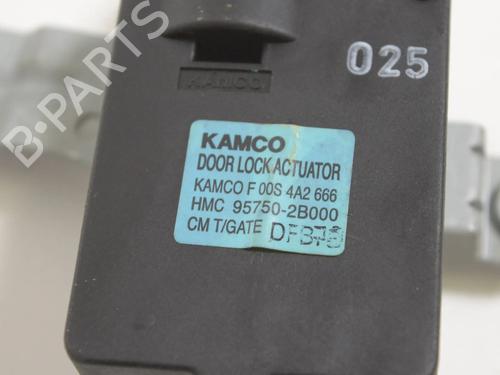 B-PARTS
KAMCO
025
KAMCO
DOOR LOCK ACTUATOR
KAMCO F 00S 4A2 666
HMC 95750-2B000
CM T/GATE